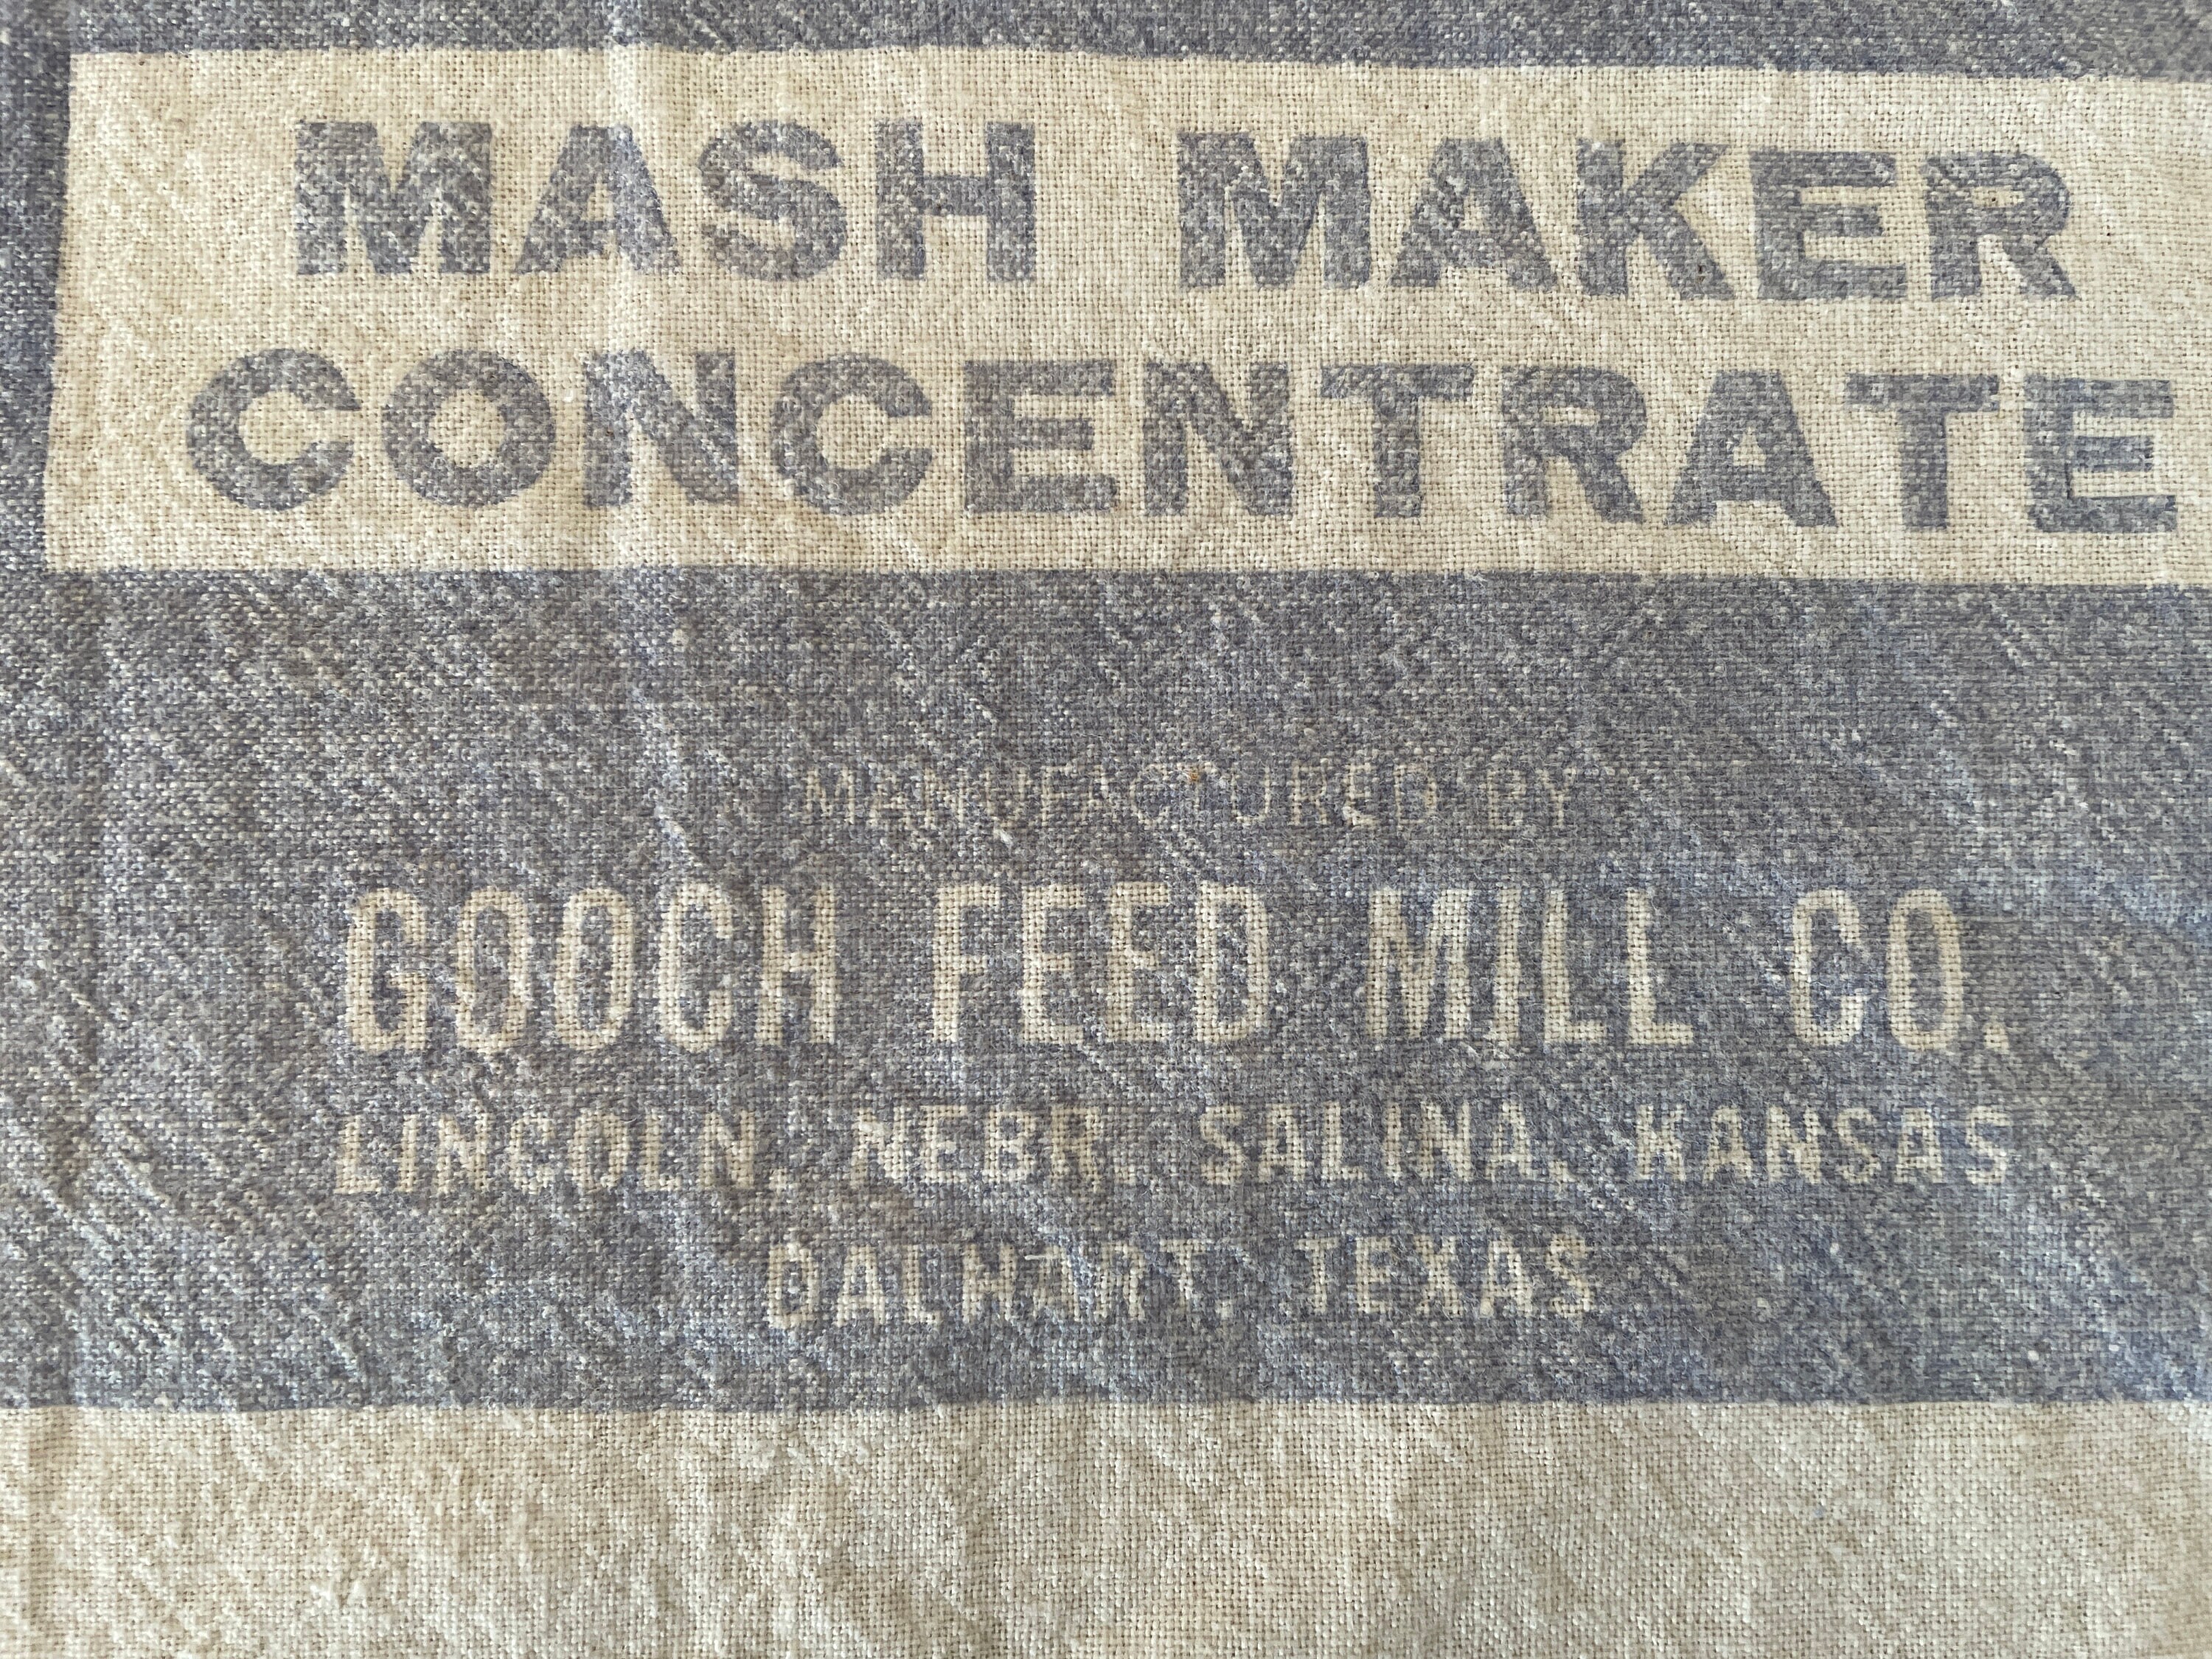 MASH MAKER
CONCENTRATE
MANUFACTURED BY
GOOCH FEED MILL CO.
LINCOLN, NEBR. SALINA, KANSAS
DALHART, TEXAS